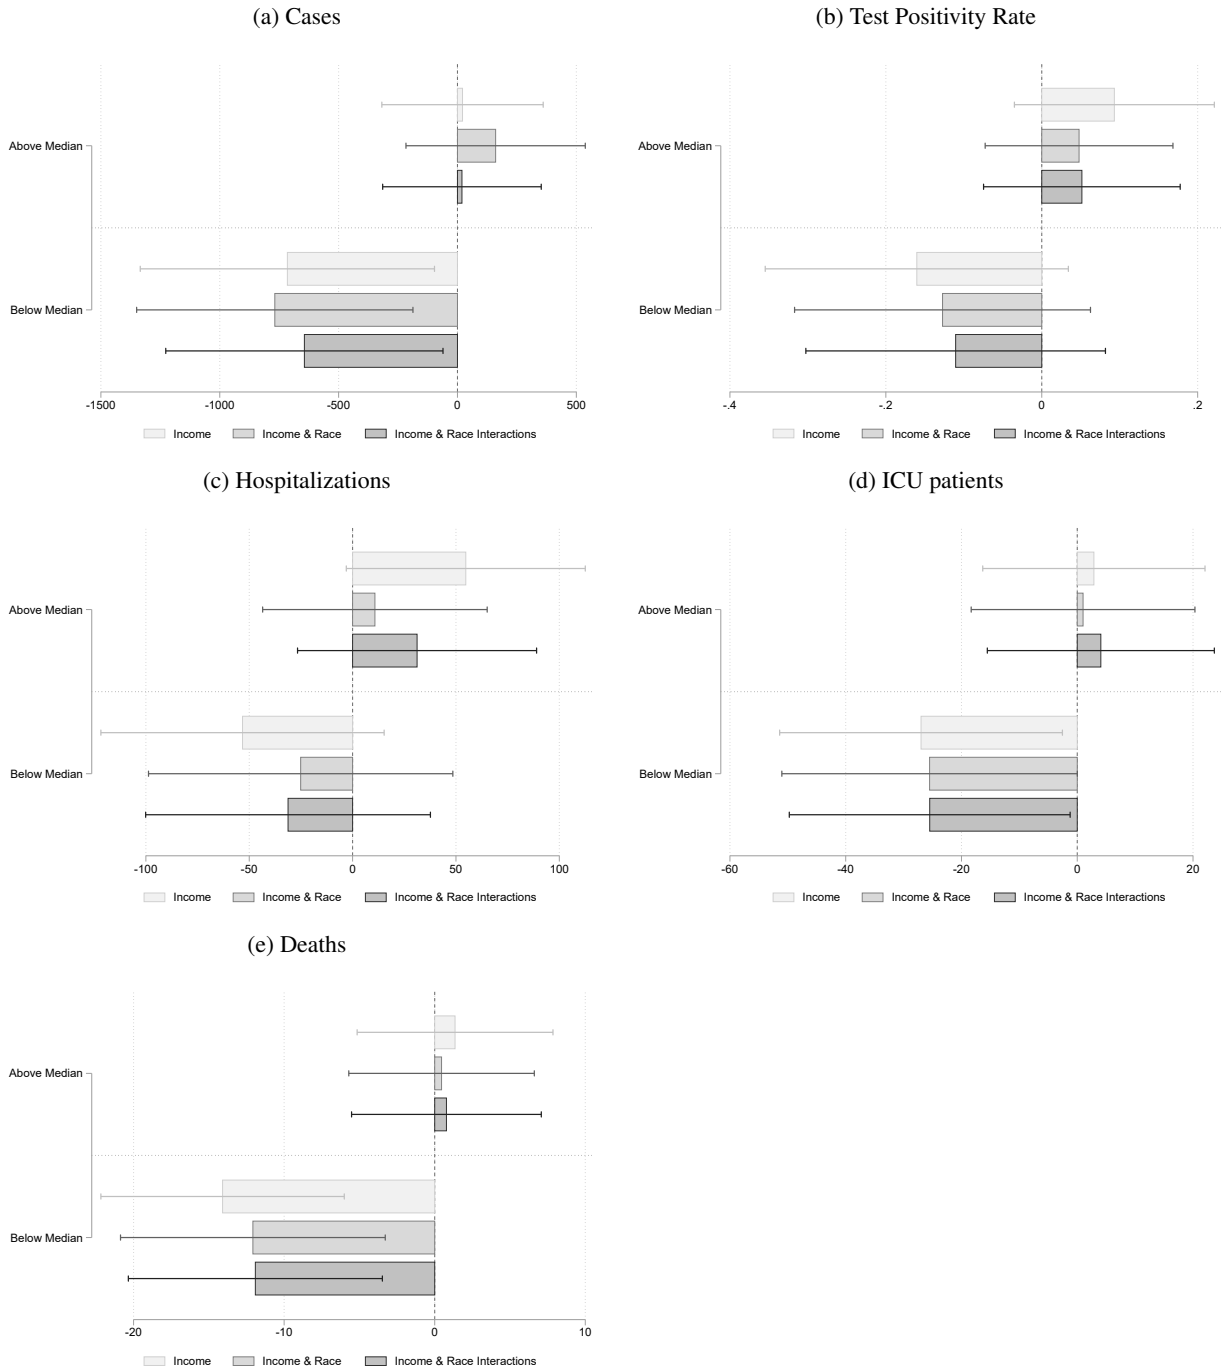 (a) Cases
Above Median
Below Median
-1500 -1000 -500 0 500
Income Income & Race Income & Race Interactions
(b) Test Positivity Rate
Above Median
Below Median
-.4 -.2 0 .2
Income Income & Race Income & Race Interactions
(c) Hospitalizations
Above Median
Below Median
-100 -50 0 50 100
Income Income & Race Income & Race Interactions
(d) ICU patients
Above Median
Below Median
-60 -40 -20 0 20
Income Income & Race Income & Race Interactions
(e) Deaths
Above Median
Below Median
-20 -10 0 10
Income Income & Race Income & Race Interactions